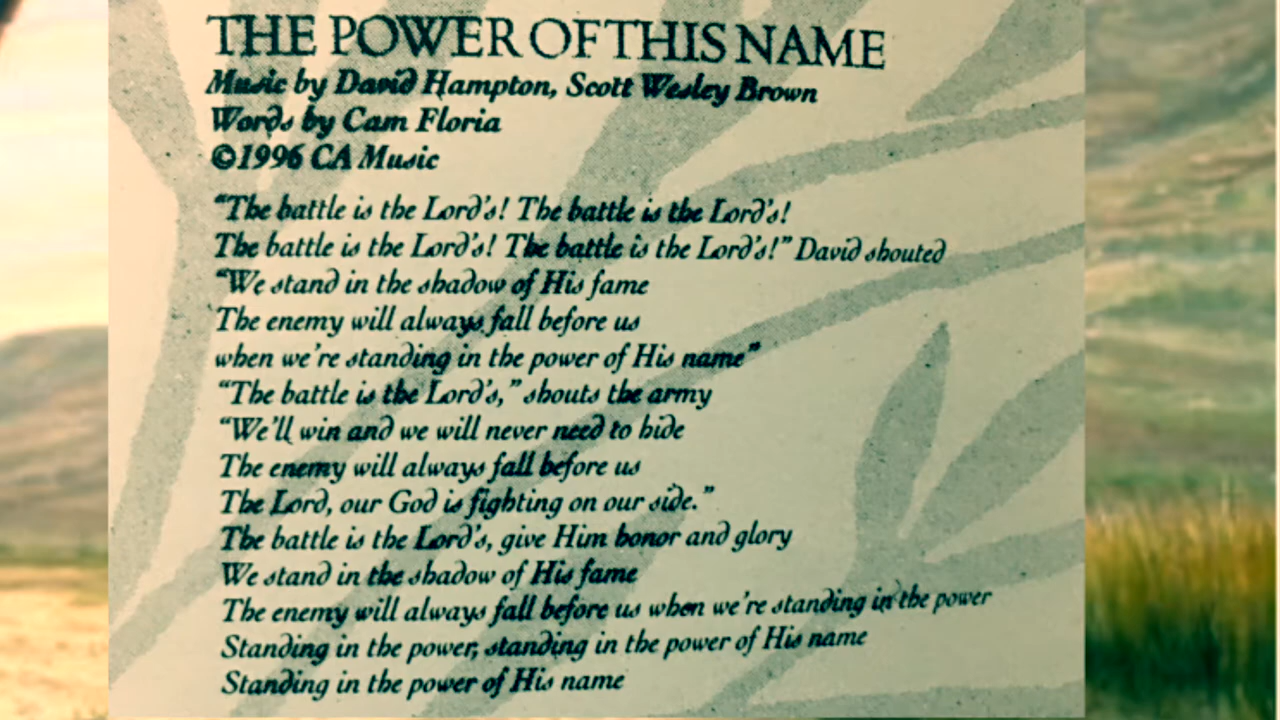 THE POWER OF THIS NAME
Music by David Hampton, Scott Wesley Brown
Words by Cam Floria
©1996 CA Music
"The battle is the Lord's! The battle is the Lord's!
The battle is the Lord's! The battle is the Lord's!" David shouted
"We stand in the shadow of His fame
The enemy will always fall before us
when we're standing in the power of His name"
"The battle is the Lord's," shouts the army
"We'll win and we will never need to hide
The enemy will always fall before us
The Lord, our God is fighting on our side."
The battle is the Lord's, give Him honor and glory
We stand in the shadow of His fame
The enemy will always fall before us when we're standing in the power
Standing in the power, standing in the power of His name
Standing in the power of His name